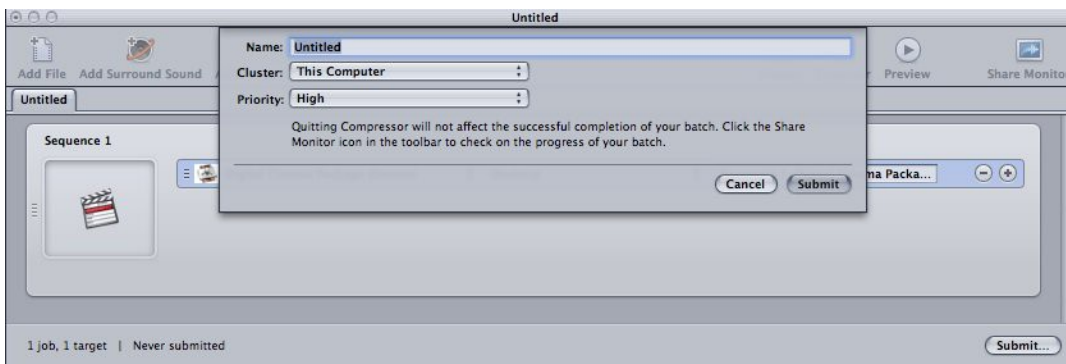 Untitled
Name: Untitled
Add File Add Surround Sound Preview Share Monito
Cluster: This Computer
Untitled
Priority: High
Quitting Compressor will not affect the successful completion of your batch. Click the Share
Monitor icon in the toolbar to check on the progress of your batch.
Sequence 1
ma Packa...
Cancel Submit
1 job, 1 target | Never submitted
Submit...